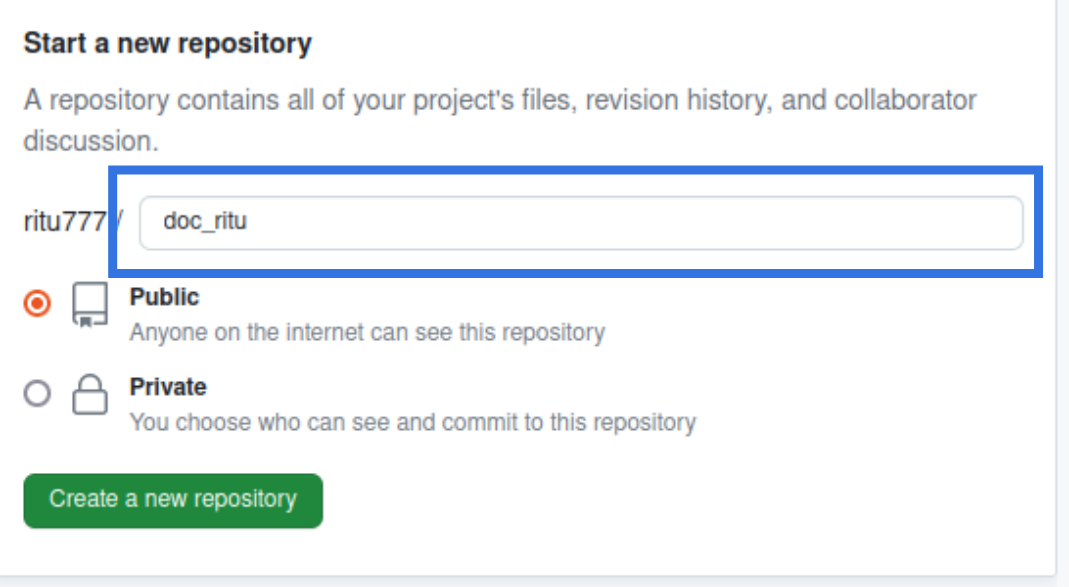 Start a new repository
A repository contains all of your project's files, revision history, and collaborator
discussion.
ritu777 / doc_ritu
Public
Anyone on the internet can see this repository
Private
You choose who can see and commit to this repository
Create a new repository